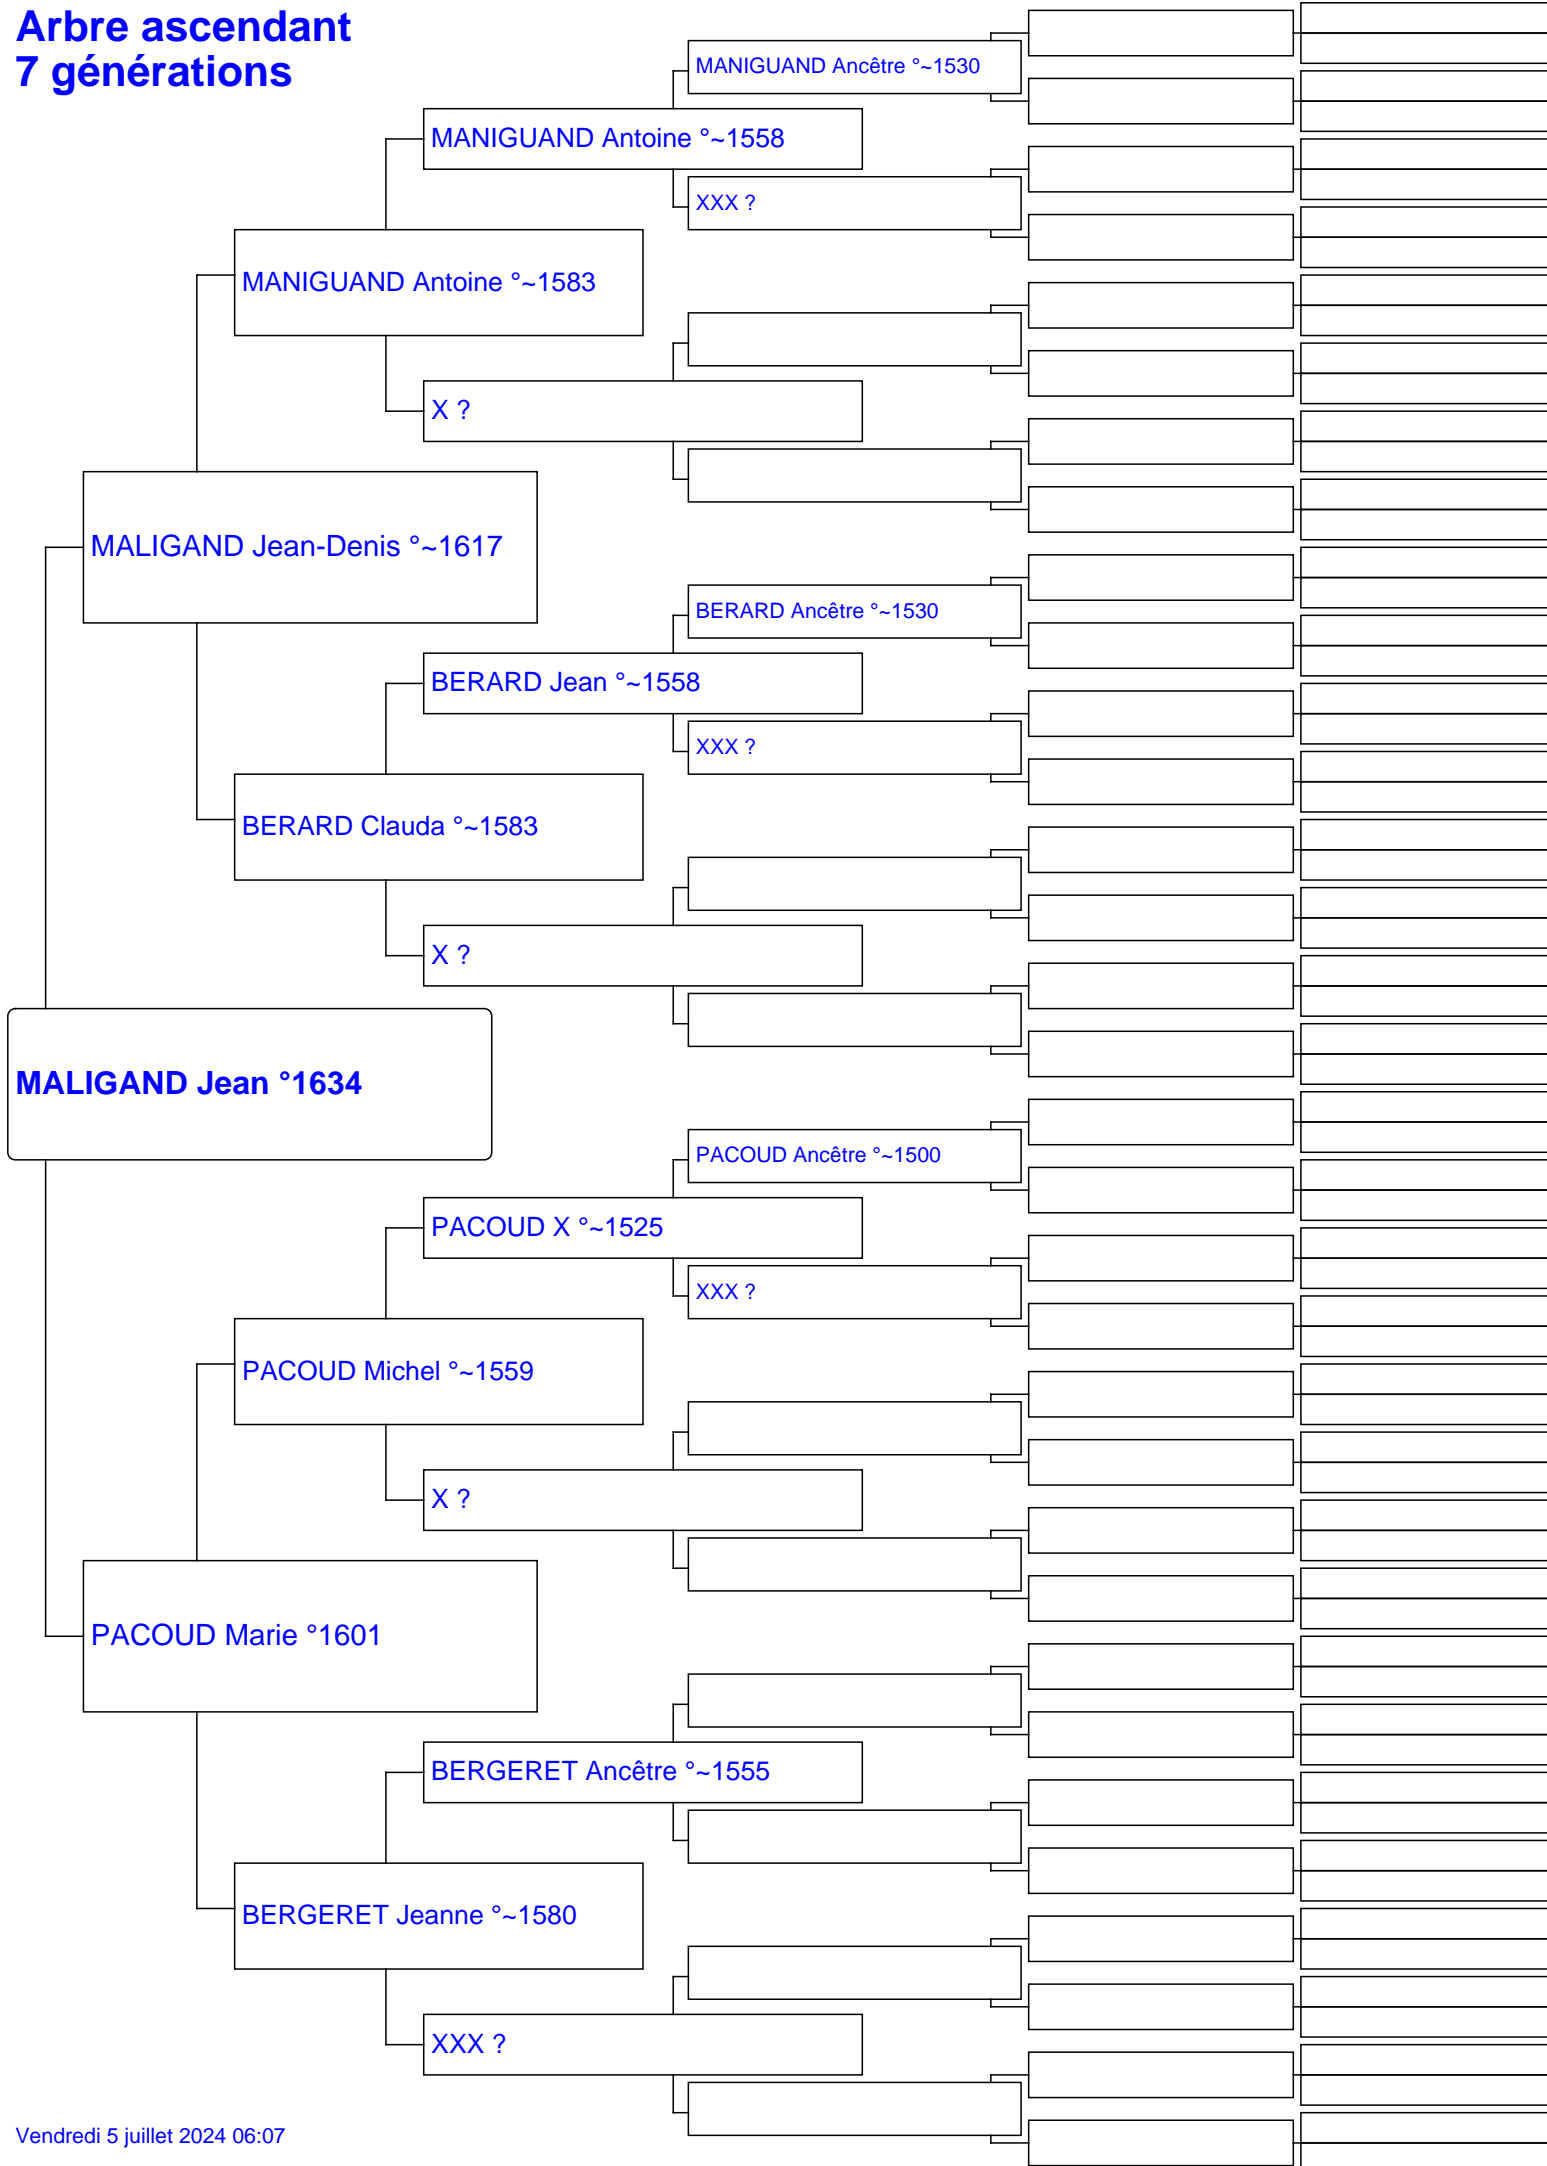 Arbre ascendant
7 générations
MANIGUAND Ancêtre °~1530
MANIGUAND Antoine °~1558
XXX ?
MANIGUAND Antoine °~1583
X ?
MALIGAND Jean-Denis °~1617
BERARD Ancêtre °~1530
BERARD Jean °~1558
XXX ?
BERARD Clauda °~1583
X ?
MALIGAND Jean °1634
PACOUD Ancêtre °~1500
PACOUD X °~1525
XXX ?
PACOUD Michel °~1559
X ?
PACOUD Marie °1601
BERGERET Ancêtre °~1555
BERGERET Jeanne °~1580
XXX ?
Vendredi 5 juillet 2024 06:07